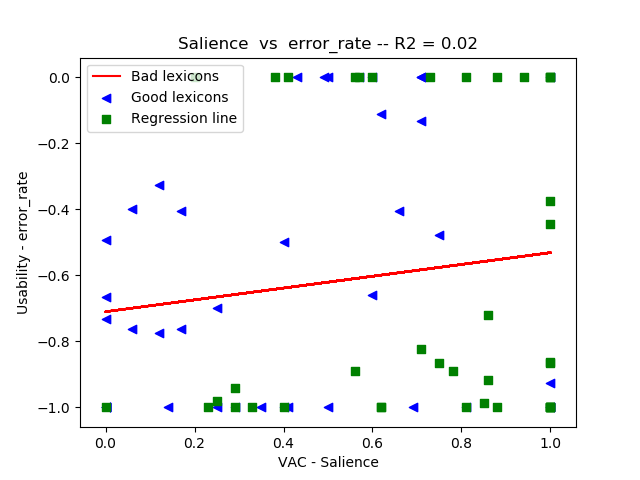 Salience  vs  error_rate -- R2 = 0.02
Bad lexicons
Good lexicons
Regression line
Usability - error_rate
0.0
−0.2
−0.4
−0.6
−0.8
−1.0
0.0 0.2 0.4 0.6 0.8 1.0
VAC - Salience